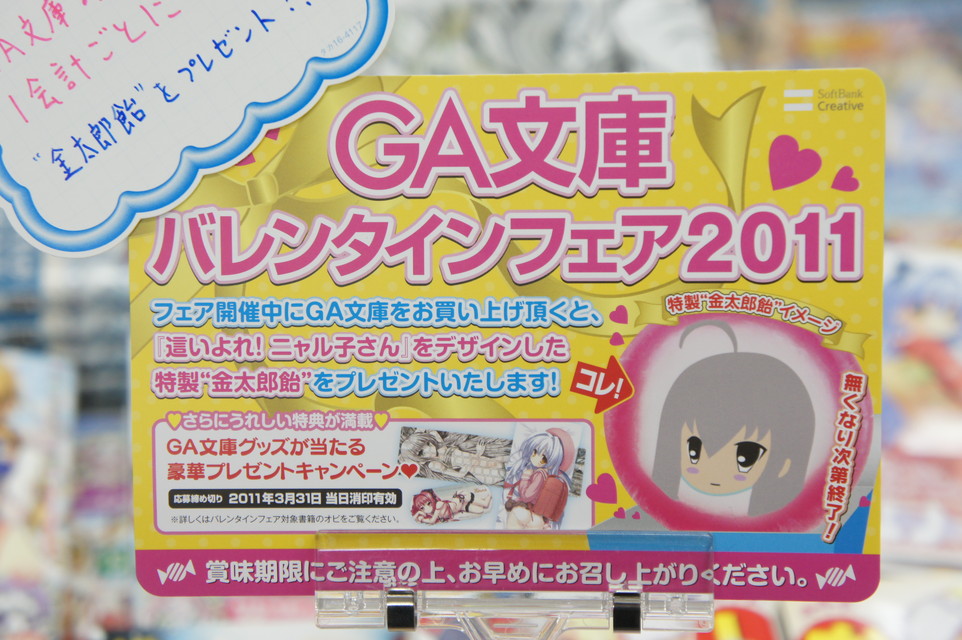 A文庫
1会計ごとに
"金太郎飴"をプレゼント!!
SoftBank
Creative
GA文庫
バレンタインフェア2011
フェア開催中にGA文庫をお買い上げ頂くと、
『這いよれ! ニャル子さん』をデザインした
特製"金太郎飴"をプレゼントいたします!
コレ!
特製"金太郎飴"イメージ
無くなり次第終了!
さらにうれしい特典が満載
GA文庫グッズが当たる
豪華プレゼントキャンペーン♥
応募締め切り 2011年3月31日 当日消印有効
※詳しくはバレンタインフェア対象書籍のオビをご覧ください。
賞味期限にご注意の上、お早めにお召し上がりください。